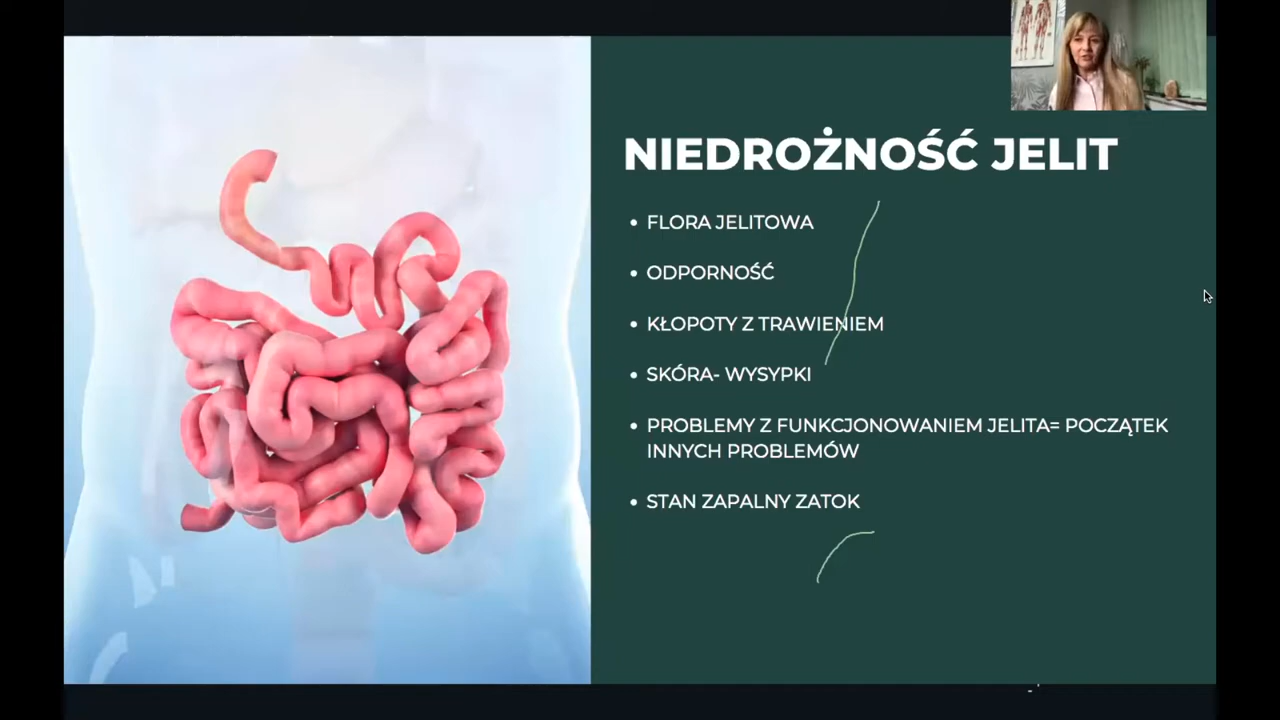 NIEDROŻNOŚĆ JELIT
• FLORA JELITOWA
• ODPORNOŚĆ
• KŁOPOTY Z TRAWIENIEM
• SKÓRA- WYSYPKI
• PROBLEMY Z FUNKCJONOWANIEM JELITA= POCZĄTEK
INNYCH PROBLEMÓW
• STAN ZAPALNY ZATOK